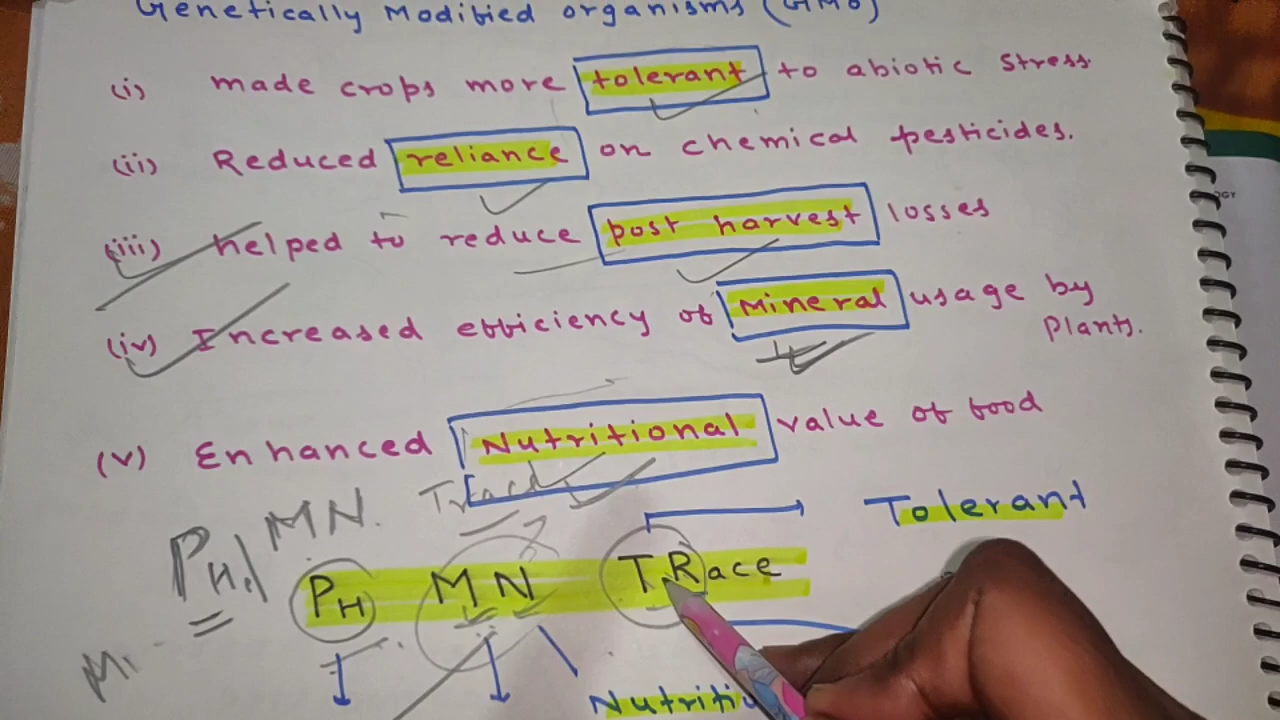 Genetically Modified organisms (GMO)
(i) made crops more tolerant to abiotic stress.
(ii) Reduced reliance on chemical pesticides.
(iii) helped to reduce post harvest losses
(iv) Increased efficiency of Mineral usage by
plants.
(v) Enhanced Nutritional value of food
MN. Trace
Tolerant
PH
PH MN TRace